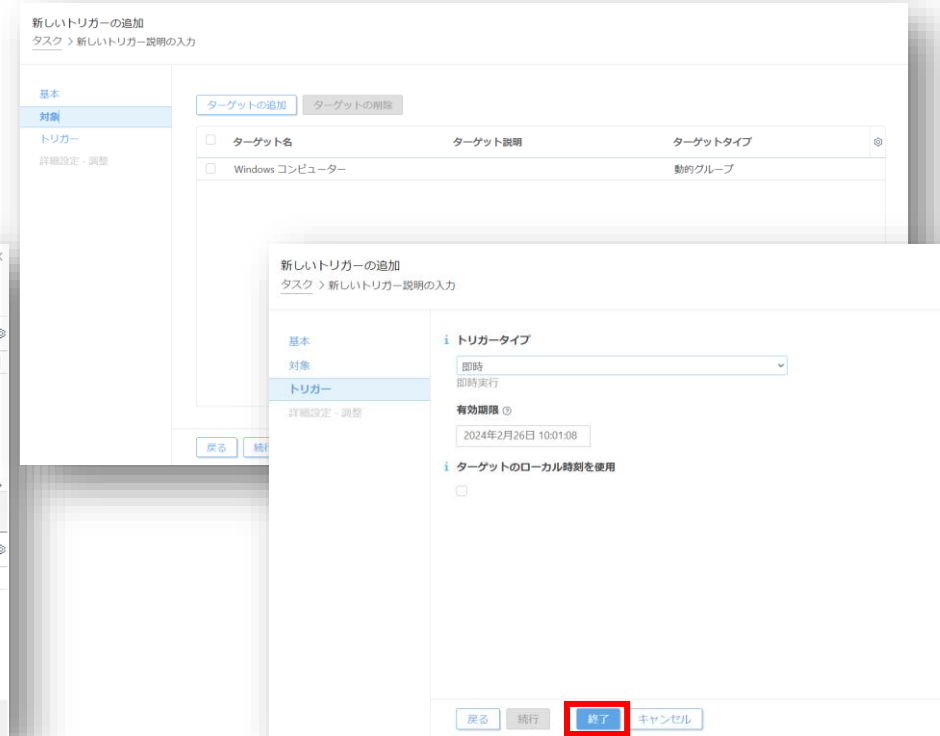 新しいトリガーの追加
タスク > 新しいトリガー説明の入力
基本
対象
トリガー
詳細設定 - 調整
ターゲットの追加 ターゲットの削除
ターゲット名 ターゲット説明 ターゲットタイプ
Windows コンピューター 動的グループ
戻る
新しいトリガーの追加
タスク > 新しいトリガー説明の入力
基本
対象
トリガー
詳細設定 - 調整
トリガータイプ
即時
即時実行
有効期限
2024年2月26日 10:01:08
ターゲットのローカル時刻を使用
戻る 続行 終了 キャンセル